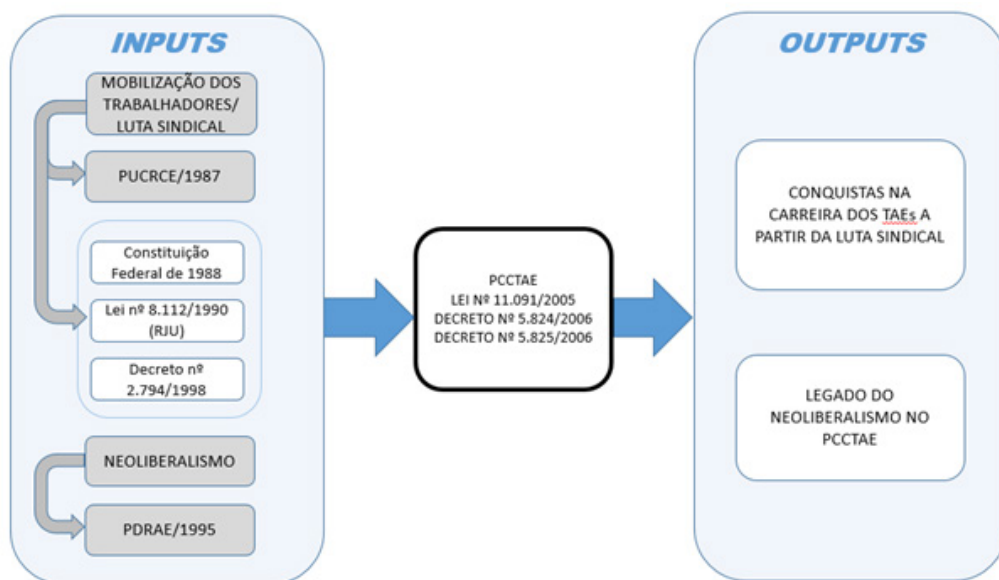 INPUTS
MOBILIZAÇÃO DOS
TRABALHADORES/
LUTA SINDICAL
PUCRCE/1987
Constituição
Federal de 1988
Lei nº 8.112/1990
(RJU)
Decreto nº
2.794/1998
NEOLIBERALISMO
PDRAE/1995
PCCTAE
LEI Nº 11.091/2005
DECRETO Nº 5.824/2006
DECRETO Nº 5.825/2006
OUTPUTS
CONQUISTAS NA
CARREIRA DOS TAEs A
PARTIR DA LUTA SINDICAL
LEGADO DO
NEOLIBERALISMO NO
PCCTAE